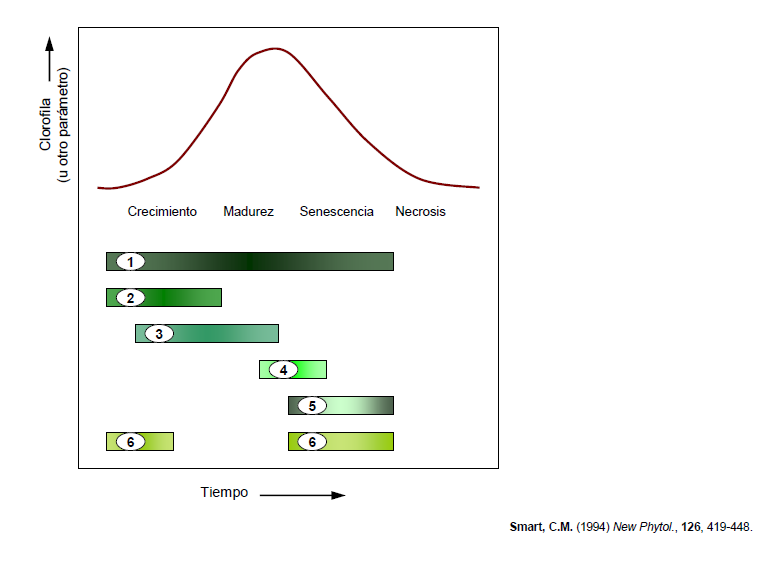 Clorofila
(u otro parámetro)
Crecimiento Madurez Senescencia Necrosis
1
2
3
4
5
6 6
Tiempo
Smart, C.M. (1994) New Phytol., 126, 419-448.